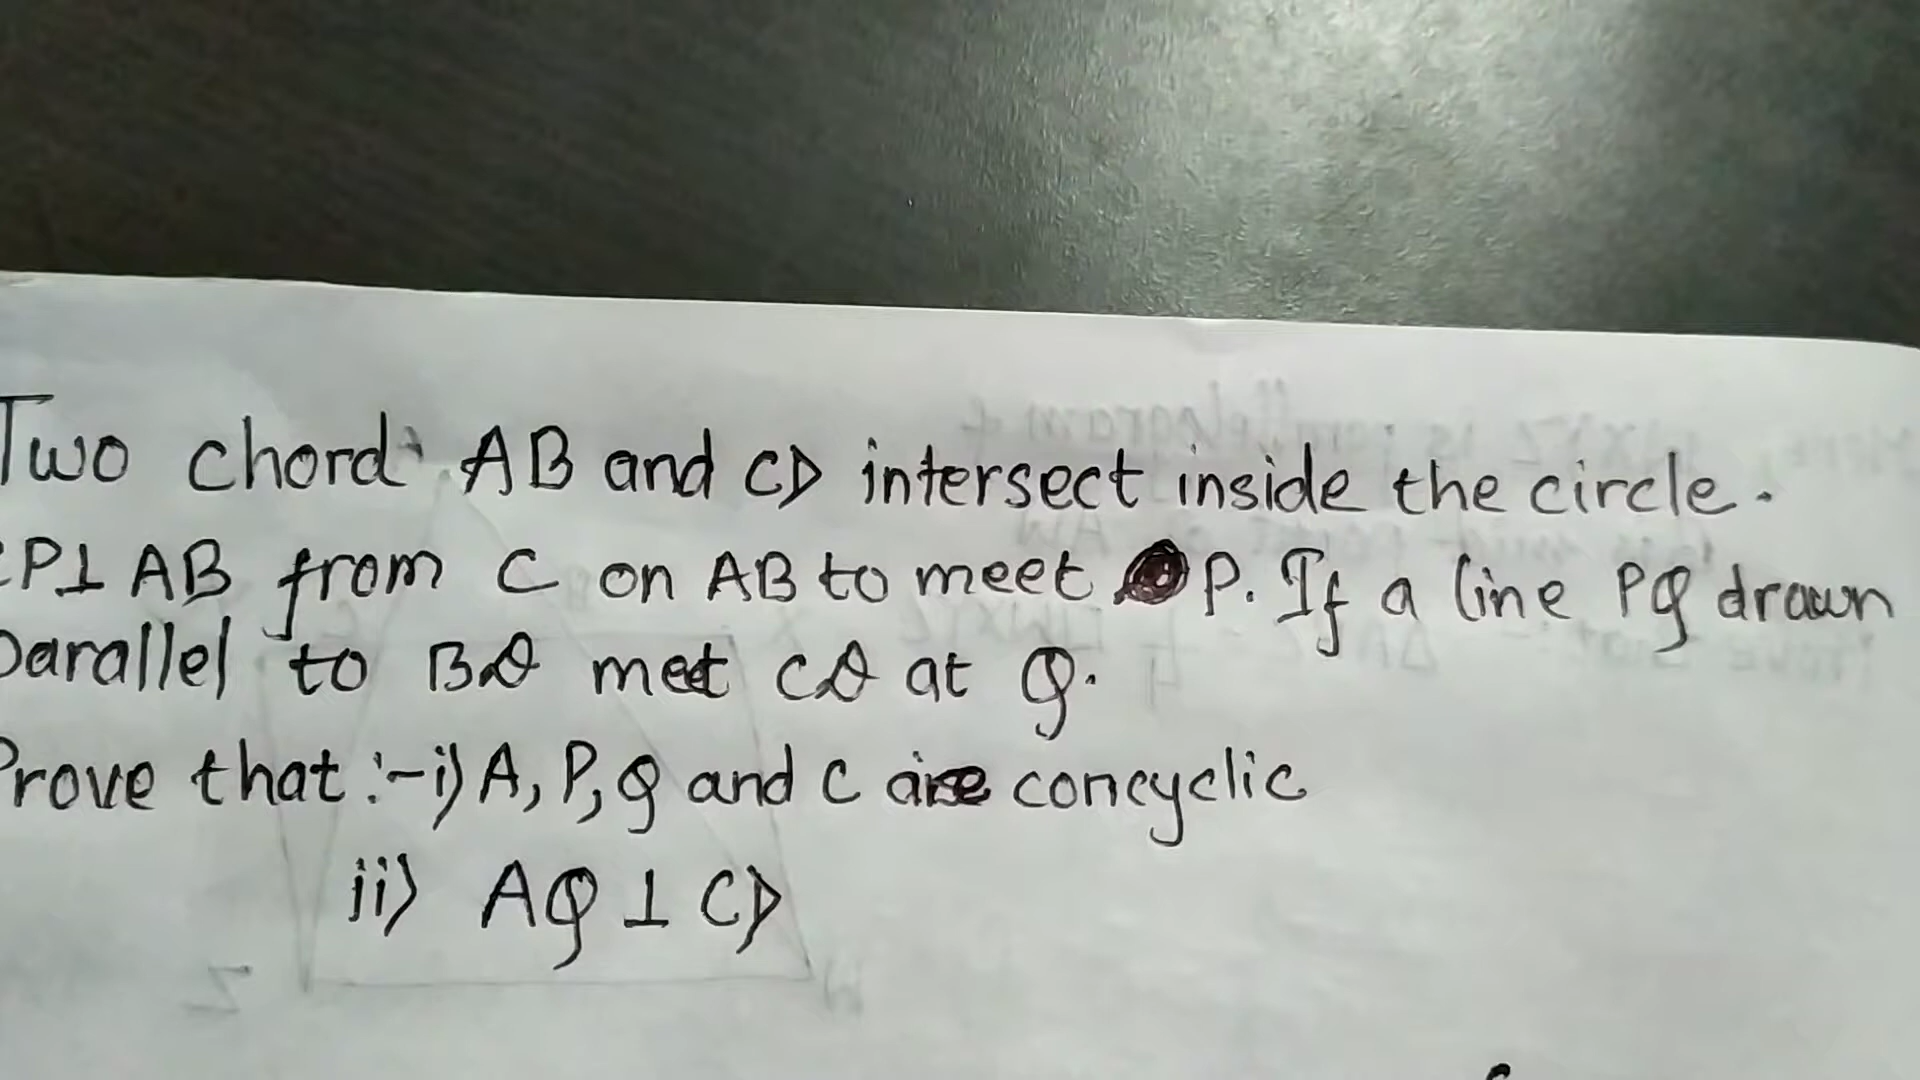 Two chord AB and CD intersect inside the circle.
CP⊥AB from C on AB to meet P. If a line PQ drawn
parallel to BD met CD at Q.
Prove that :- i) A, P, Q and C are concyclic
ii) AQ ⊥ CD